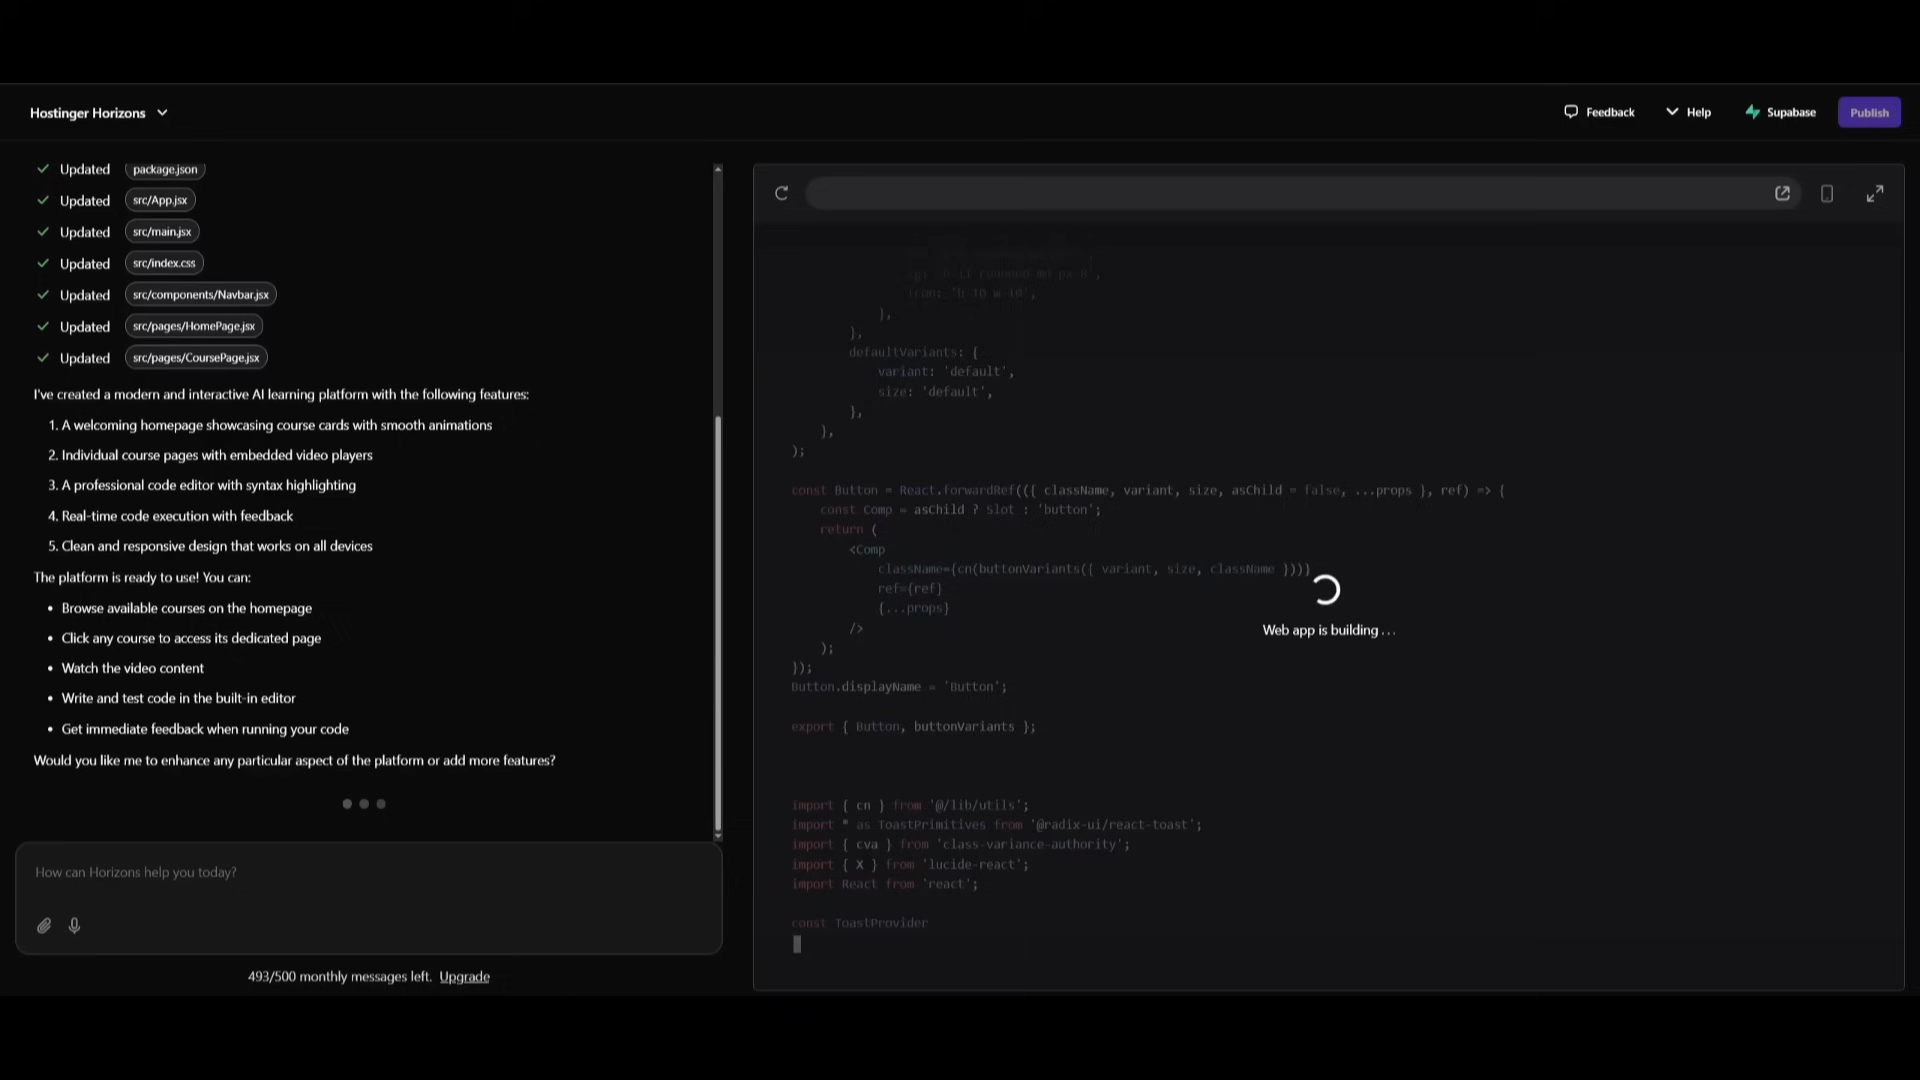 Hostinger Horizons
Feedback
Help
Supabase
Publish
Updated package.json
Updated src/App.jsx
Updated src/main.jsx
Updated src/index.css
Updated src/components/Navbar.jsx
Updated src/pages/HomePage.jsx
Updated src/pages/CoursePage.jsx
I've created a modern and interactive AI learning platform with the following features:
1. A welcoming homepage showcasing course cards with smooth animations
2. Individual course pages with embedded video players
3. A professional code editor with syntax highlighting
4. Real-time code execution with feedback
5. Clean and responsive design that works on all devices
The platform is ready to use! You can:
• Browse available courses on the homepage
• Click any course to access its dedicated page
• Watch the video content
• Write and test code in the built-in editor
• Get immediate feedback when running your code
Would you like me to enhance any particular aspect of the platform or add more features?
How can Horizons help you today?
493/500 monthly messages left. Upgrade
icon: 'h-10 w-10',
},
},
defaultVariants: {
variant: 'default',
size: 'default',
},
},
);
const Button = React.forwardRef(({ className, variant, size, asChild = false, ...props }, ref) => {
const Comp = asChild ? Slot : 'button';
return (
<Comp
className={cn(buttonVariants({ variant, size, className }))}
ref={ref}
{...props}
/>
);
});
Button.displayName = 'Button';
export { Button, buttonVariants };
import { cn } from '@/lib/utils';
import * as ToastPrimitives from '@radix-ui/react-toast';
import { cva } from 'class-variance-authority';
import { X } from 'lucide-react';
import React from 'react';
const ToastProvider
Web app is building...